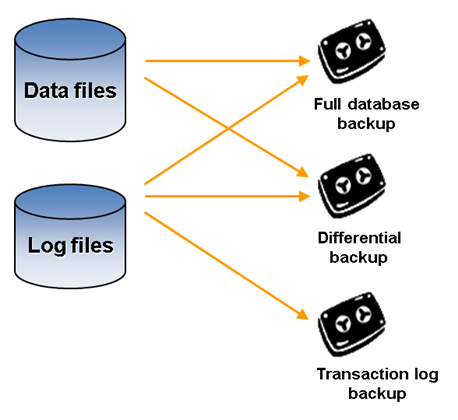 Data files
Full database
backup
Log files
Differential
backup
Transaction log
backup